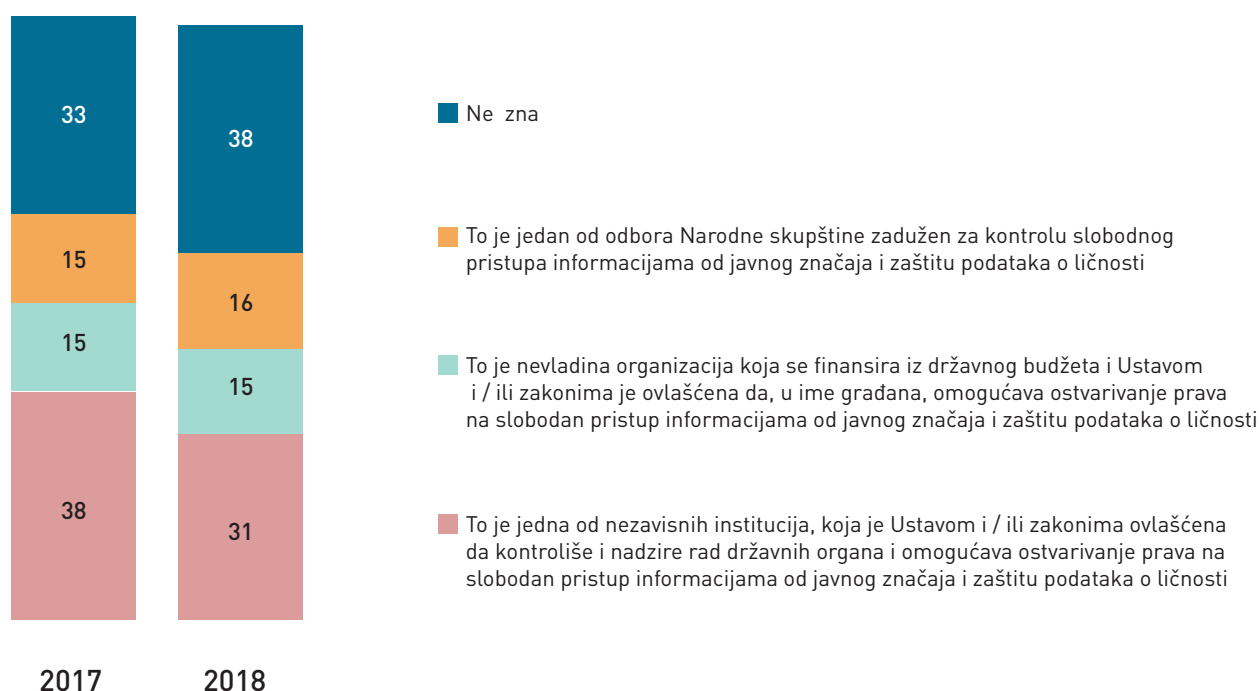 33
15
15
38
2017
38
16
15
31
2018
Ne zna
To je jedan od odbora Narodne skupštine zadužen za kontrolu slobodnog
pristupa informacijama od javnog značaja i zaštitu podataka o ličnosti
To je nevladina organizacija koja se finansira iz državnog budžeta i Ustavom
i / ili zakonima je ovlašćena da, u ime građana, omogućava ostvarivanje prava
na slobodan pristup informacijama od javnog značaja i zaštitu podataka o ličnosti
To je jedna od nezavisnih institucija, koja je Ustavom i / ili zakonima ovlašćena
da kontroliše i nadzire rad državnih organa i omogućava ostvarivanje prava na
slobodan pristup informacijama od javnog značaja i zaštitu podataka o ličnosti